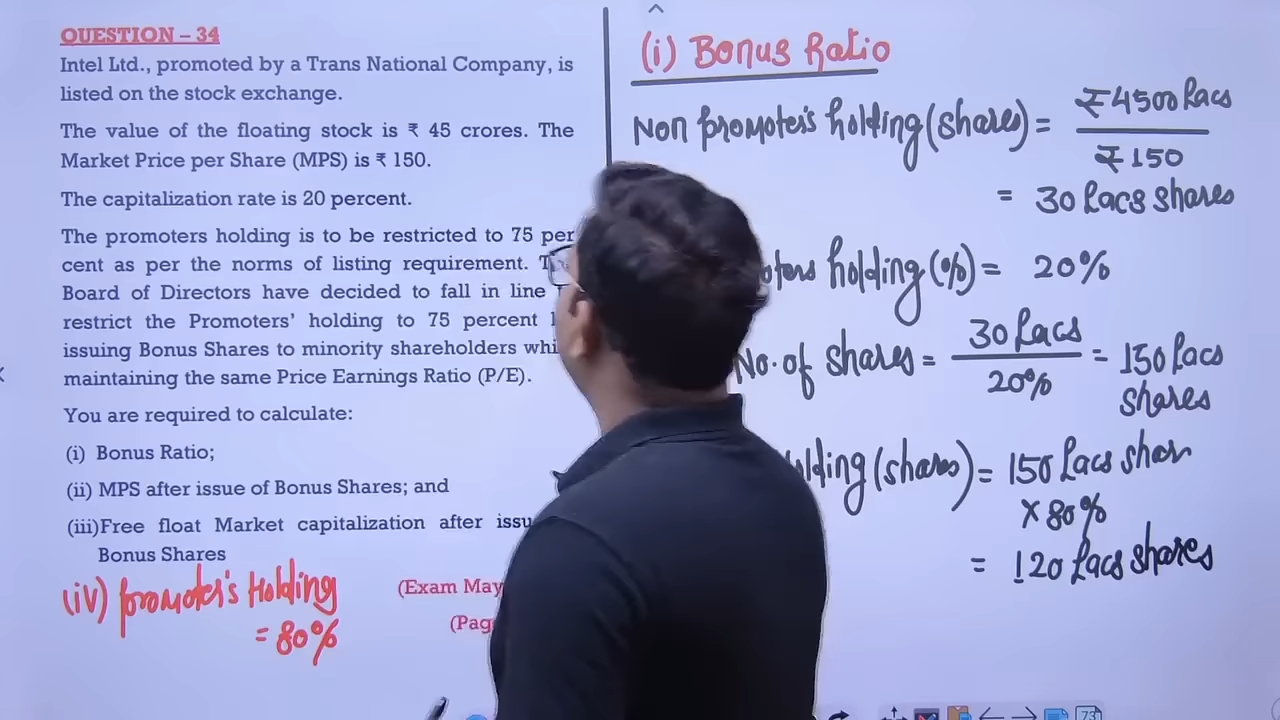 QUESTION – 34
Intel Ltd., promoted by a Trans National Company, is
listed on the stock exchange.
The value of the floating stock is ₹ 45 crores. The
Market Price per Share (MPS) is ₹ 150.
The capitalization rate is 20 percent.
The promoters holding is to be restricted to 75 per
cent as per the norms of listing requirement.
Board of Directors have decided to fall in line
restrict the Promoters' holding to 75 percent
issuing Bonus Shares to minority shareholders
maintaining the same Price Earnings Ratio (P/E).
You are required to calculate:
(i) Bonus Ratio;
(ii) MPS after issue of Bonus Shares; and
(iii)Free float Market capitalization after
Bonus Shares
(iv) Promoter's Holding
= 80%
(Exam May
(i) Bonus Ratio
Non promoter's holding (shares) = ₹4500 Lacs
₹150
= 30 Lacs shares
holding (%) = 20%
No. of shares = 30 Lacs = 150 Lacs
20% shares
(shares) = 150 Lacs
× 80%
= 120 Lacs shares
73